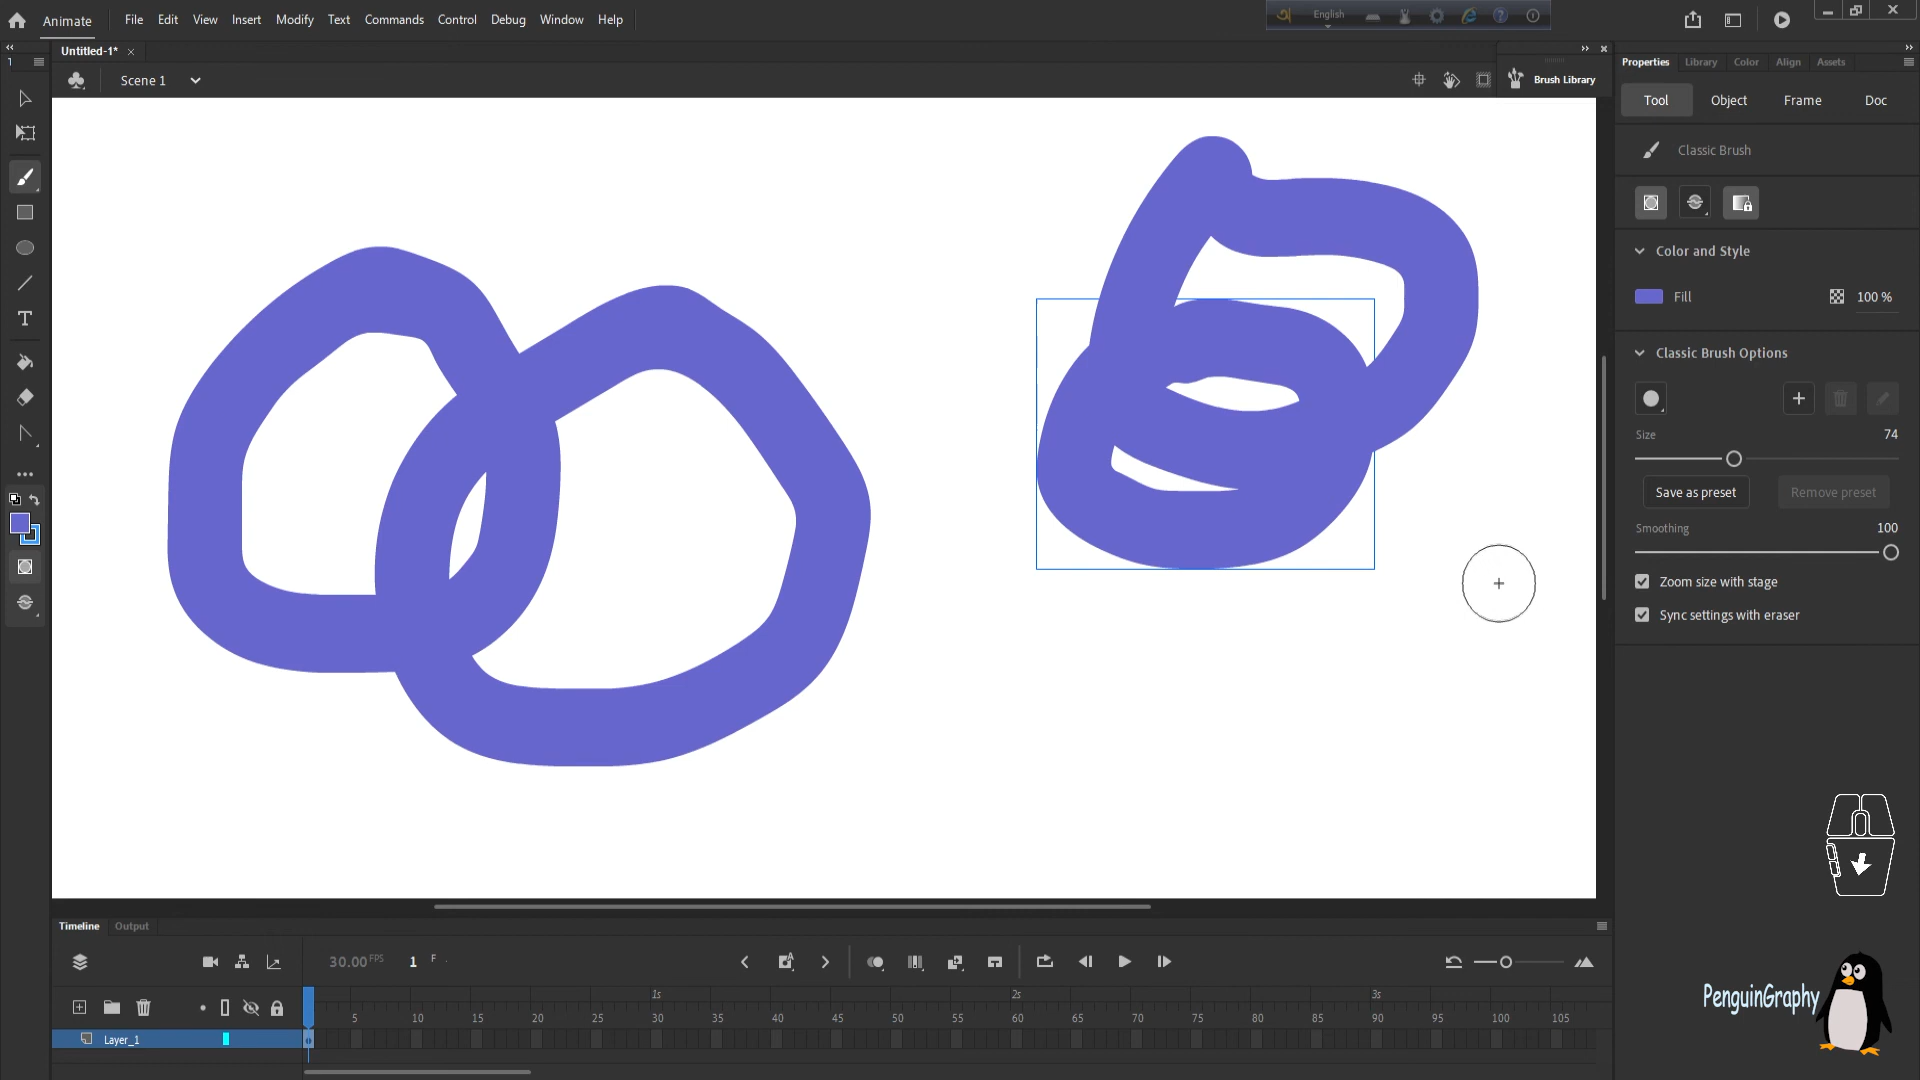 Animate
File Edit View Insert Modify Text Commands Control Debug Window Help
English
Untitled-1*
Scene 1
Brush Library
Properties Library Color Align Assets
Tool Object Frame Doc
Classic Brush
Color and Style
Fill 100 %
Classic Brush Options
Size 74
Save as preset Remove preset
Smoothing 100
Zoom size with stage
Sync settings with eraser
Timeline Output
30.00 FPS 1 F
1s 2s 3s
5 10 15 20 25 30 35 40 45 50 55 60 65 70 75 80 85 90 95 100 105
Layer_1
PenguinGraphy